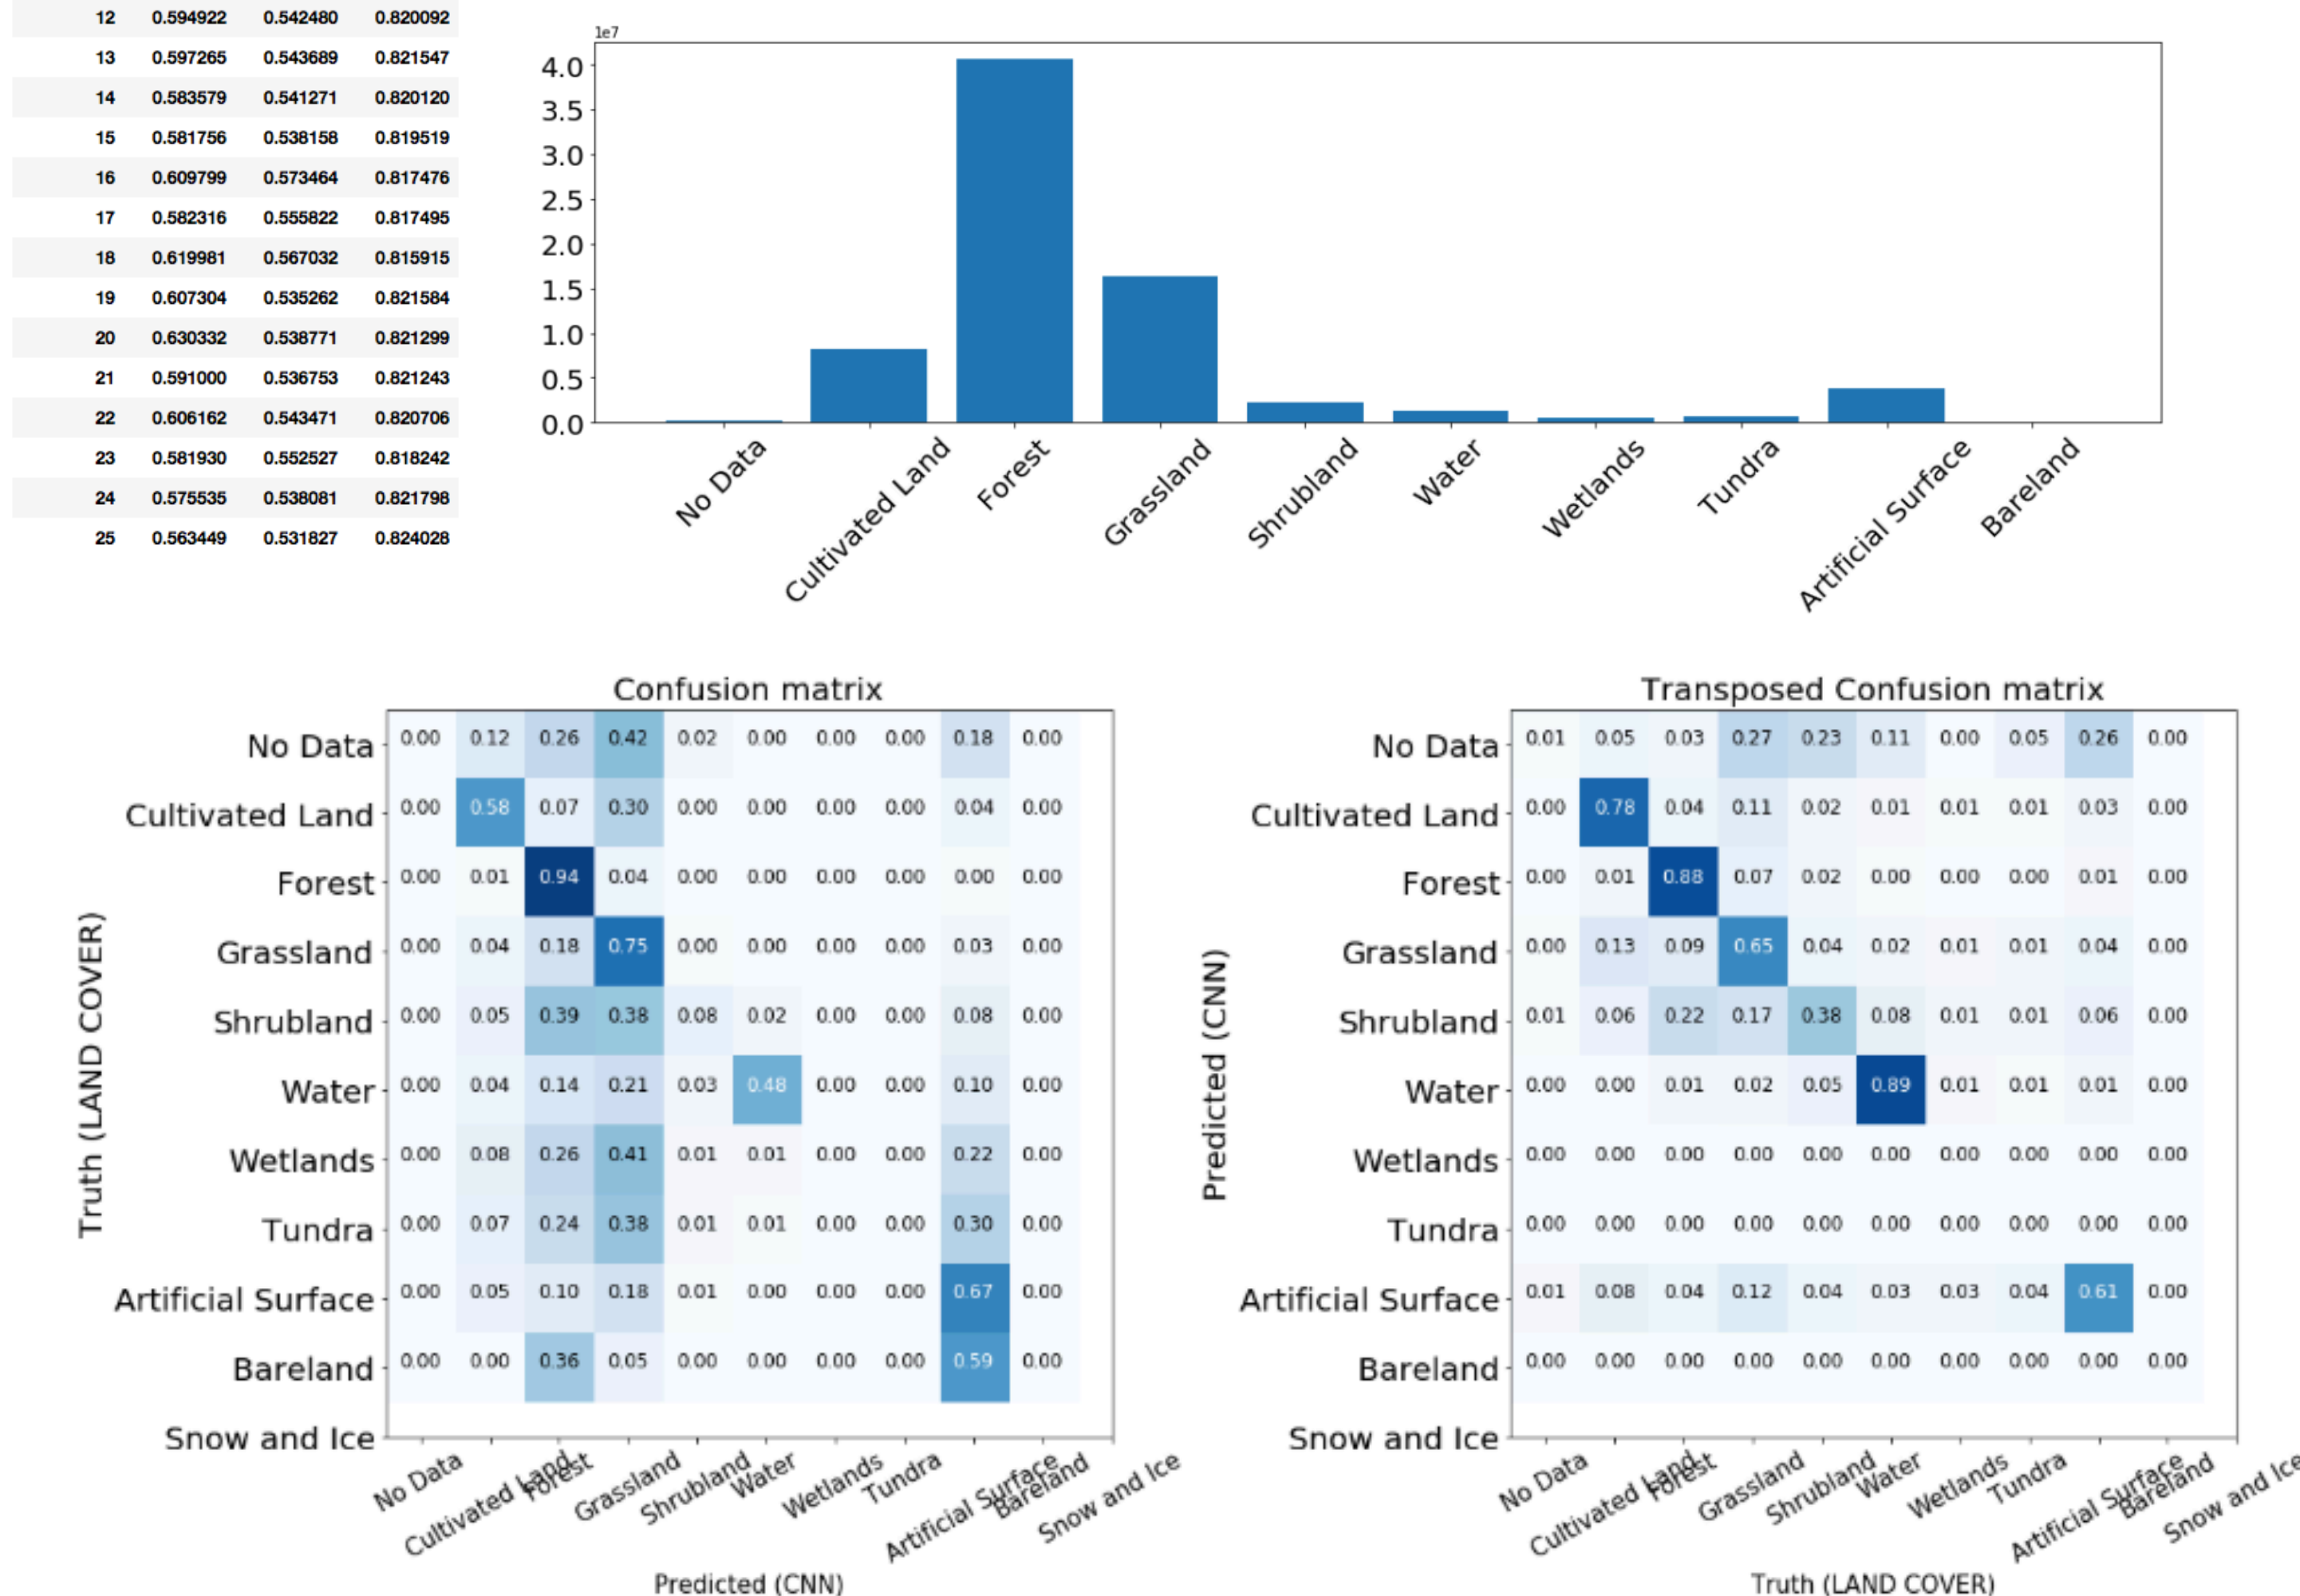 12 0.594922 0.542480 0.820092
13 0.597265 0.543689 0.821547
14 0.583579 0.541271 0.820120
15 0.581756 0.538158 0.819519
16 0.609799 0.573464 0.817476
17 0.582316 0.555822 0.817495
18 0.619981 0.567032 0.815915
19 0.607304 0.535262 0.821584
20 0.630332 0.538771 0.821299
21 0.591000 0.536753 0.821243
22 0.606162 0.543471 0.820706
23 0.581930 0.552527 0.818242
24 0.575535 0.538081 0.821798
25 0.563449 0.531827 0.824028
1e7
4.0
3.5
3.0
2.5
2.0
1.5
1.0
0.5
0.0
No Data Cultivated Land Forest Grassland Shrubland Water Wetlands Tundra Artificial Surface Bareland
Confusion matrix
Truth (LAND COVER)
No Data 0.00 0.12 0.26 0.42 0.02 0.00 0.00 0.00 0.18 0.00
Cultivated Land 0.00 0.58 0.07 0.30 0.00 0.00 0.00 0.00 0.04 0.00
Forest 0.00 0.01 0.94 0.04 0.00 0.00 0.00 0.00 0.00 0.00
Grassland 0.00 0.04 0.18 0.75 0.00 0.00 0.00 0.00 0.03 0.00
Shrubland 0.00 0.05 0.39 0.38 0.08 0.02 0.00 0.00 0.08 0.00
Water 0.00 0.04 0.14 0.21 0.03 0.48 0.00 0.00 0.10 0.00
Wetlands 0.00 0.08 0.26 0.41 0.01 0.01 0.00 0.00 0.22 0.00
Tundra 0.00 0.07 0.24 0.38 0.01 0.01 0.00 0.00 0.30 0.00
Artificial Surface 0.00 0.05 0.10 0.18 0.01 0.00 0.00 0.00 0.67 0.00
Bareland 0.00 0.00 0.36 0.05 0.00 0.00 0.00 0.00 0.59 0.00
Snow and Ice
No Data Cultivated Land Forest Grassland Shrubland Water Wetlands Tundra Artificial Surface Bareland Snow and Ice
Predicted (CNN)
Transposed Confusion matrix
Predicted (CNN)
No Data 0.01 0.05 0.03 0.27 0.23 0.11 0.00 0.05 0.26 0.00
Cultivated Land 0.00 0.78 0.04 0.11 0.02 0.01 0.01 0.01 0.03 0.00
Forest 0.00 0.01 0.88 0.07 0.02 0.00 0.00 0.00 0.01 0.00
Grassland 0.00 0.13 0.09 0.65 0.04 0.02 0.01 0.01 0.04 0.00
Shrubland 0.01 0.06 0.22 0.17 0.38 0.08 0.01 0.01 0.06 0.00
Water 0.00 0.00 0.01 0.02 0.05 0.89 0.01 0.01 0.01 0.00
Wetlands 0.00 0.00 0.00 0.00 0.00 0.00 0.00 0.00 0.00 0.00
Tundra 0.00 0.00 0.00 0.00 0.00 0.00 0.00 0.00 0.00 0.00
Artificial Surface 0.01 0.08 0.04 0.12 0.04 0.03 0.03 0.04 0.61 0.00
Bareland 0.00 0.00 0.00 0.00 0.00 0.00 0.00 0.00 0.00 0.00
Snow and Ice
No Data Cultivated Land Forest Grassland Shrubland Water Wetlands Tundra Artificial Surface Bareland Snow and Ice
Truth (LAND COVER)